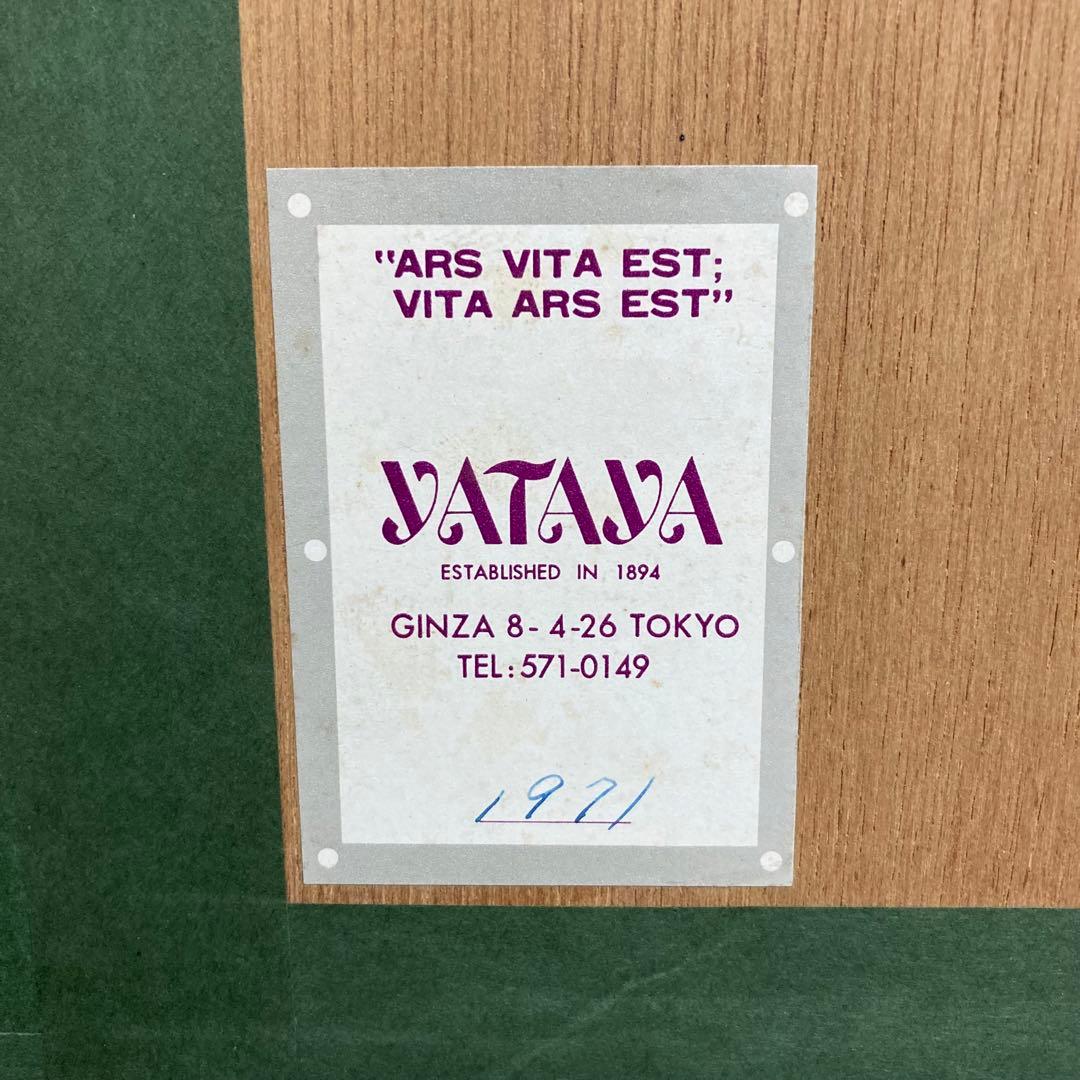 "ARS VITA EST;
VITA ARS EST"
YATAYA
ESTABLISHED IN 1894
GINZA 8-4-26 TOKYO
TEL: 571-0149
1971